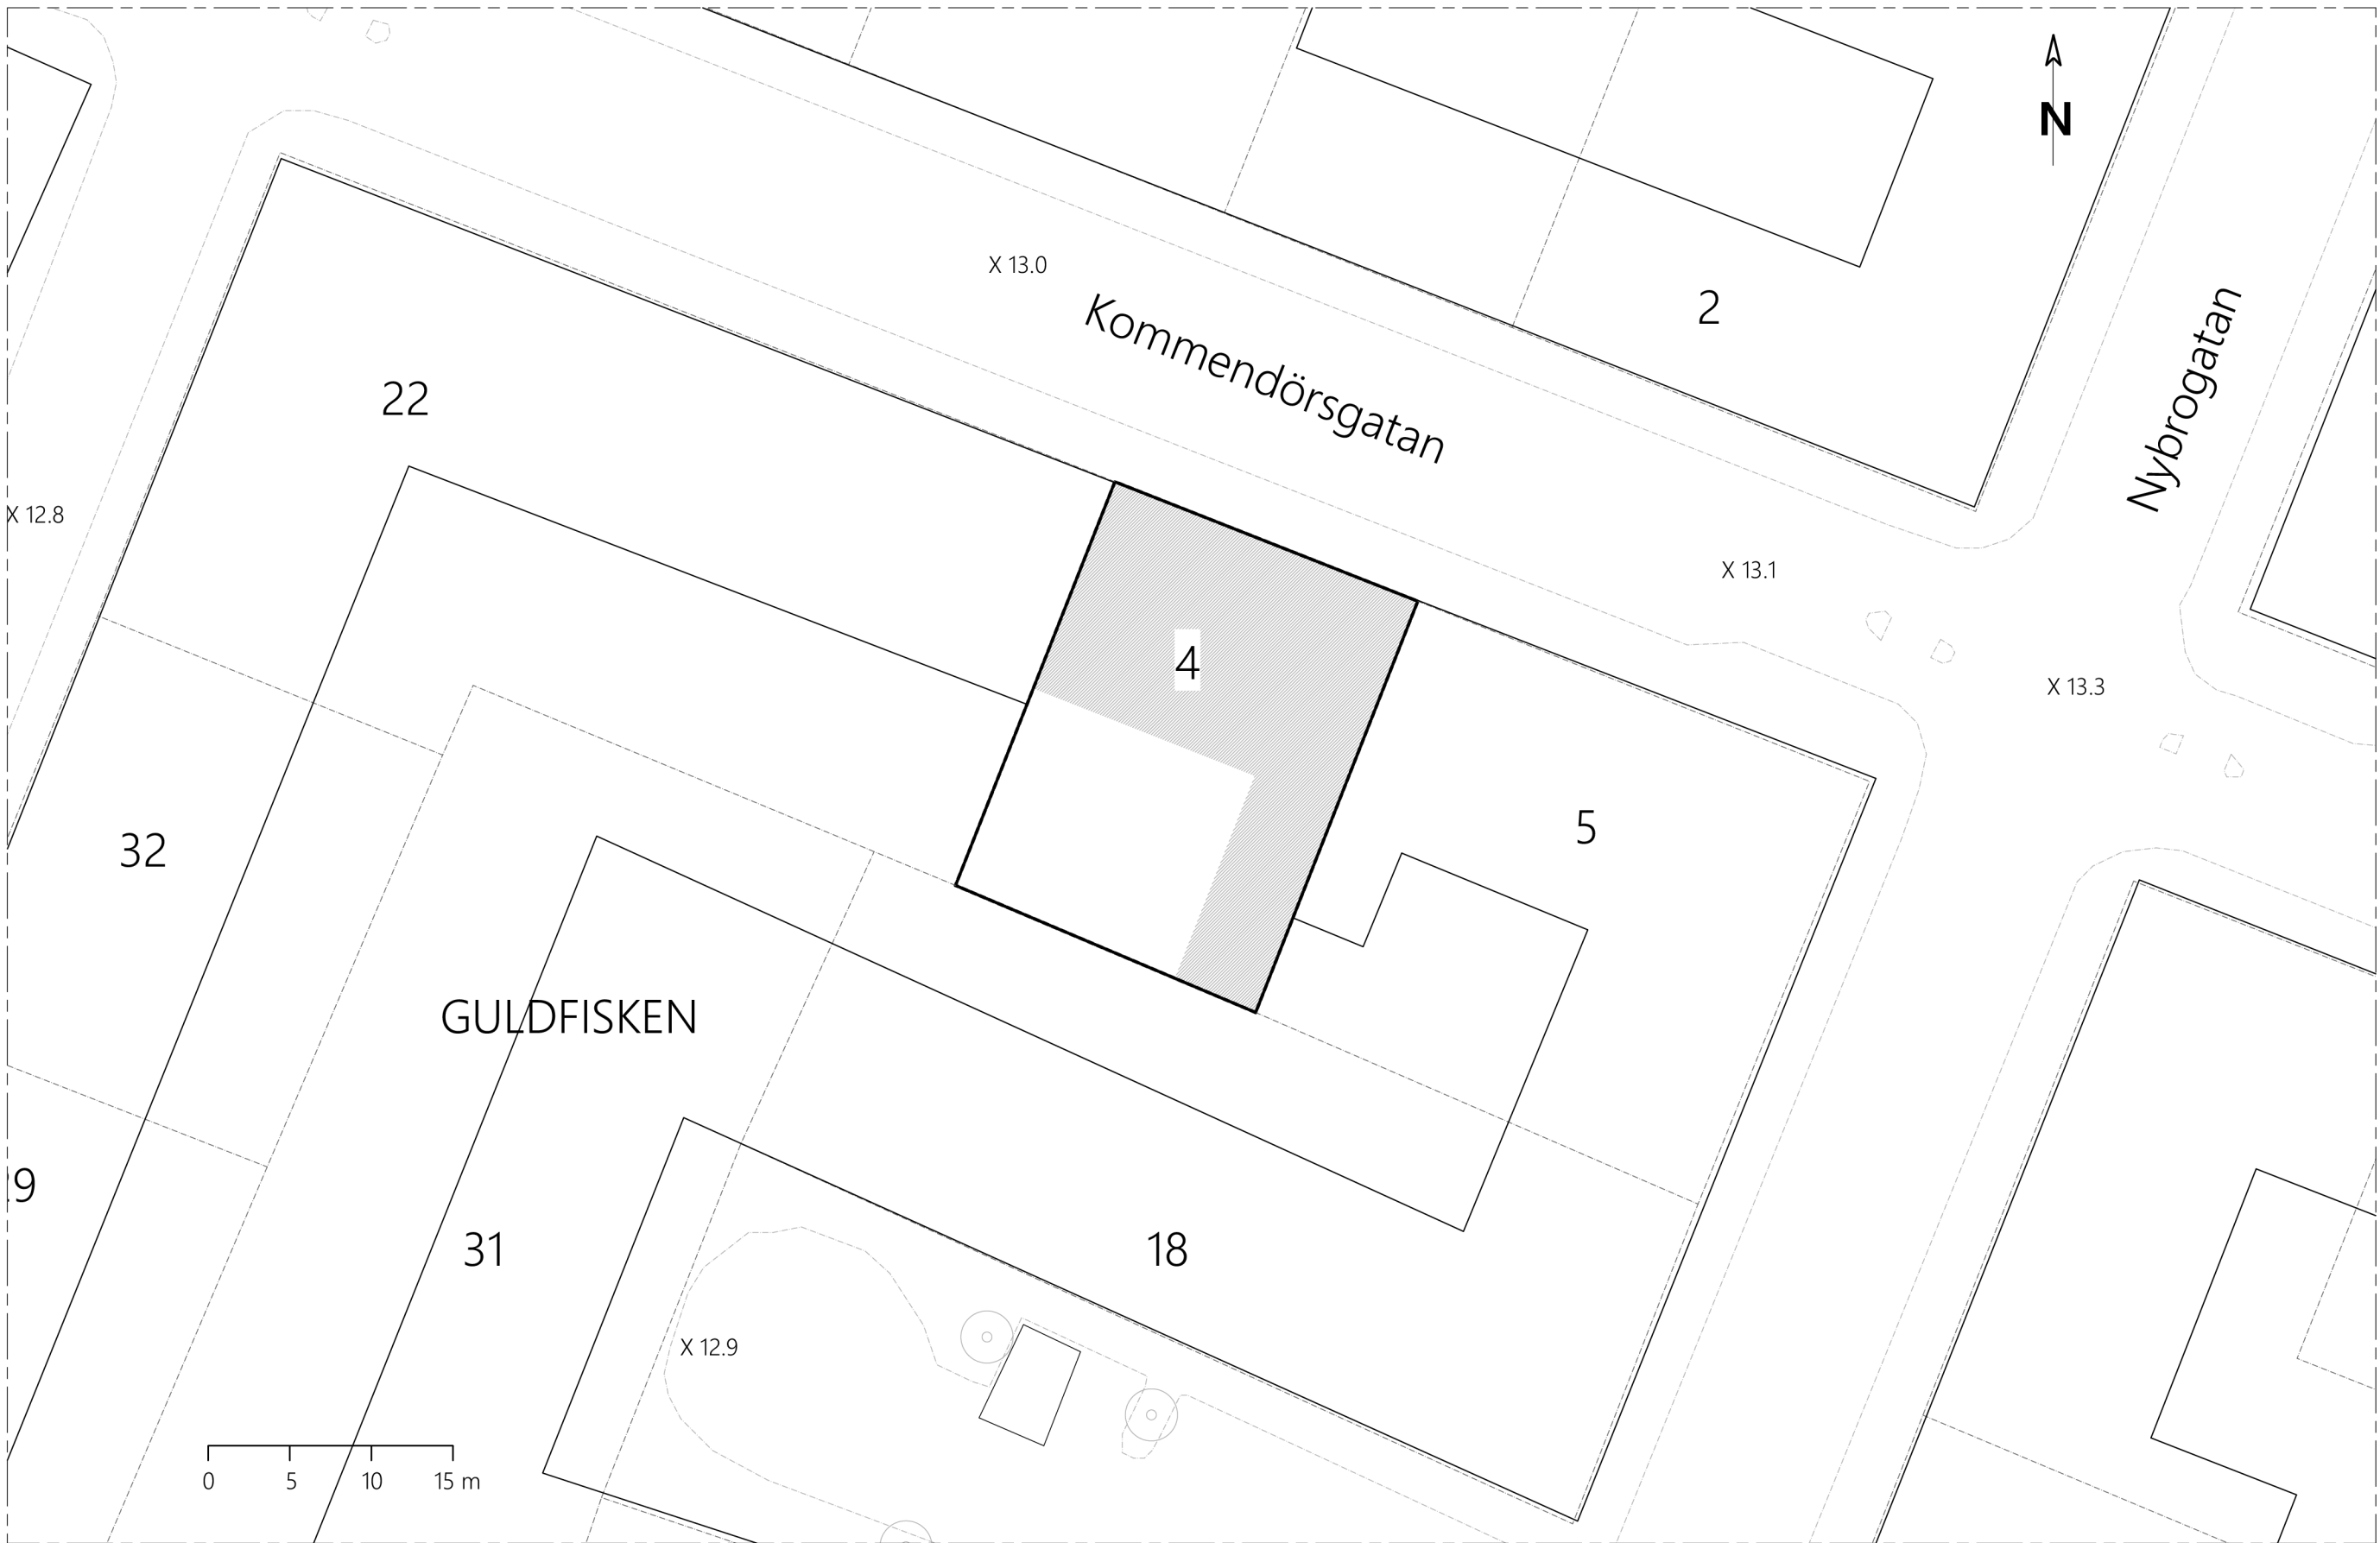 N
X 13.0
2
Kommendörsgatan
Nybrogatan
22
X 12.8
X 13.1
4
X 13.3
5
32
GULDFISKEN
9
31
18
X 12.9
0 5 10 15 m